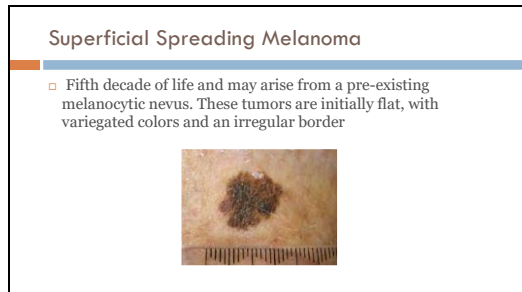 Superficial Spreading Melanoma
Fifth decade of life and may arise from a pre-existing
melanocytic nevus. These tumors are initially flat, with
variegated colors and an irregular border